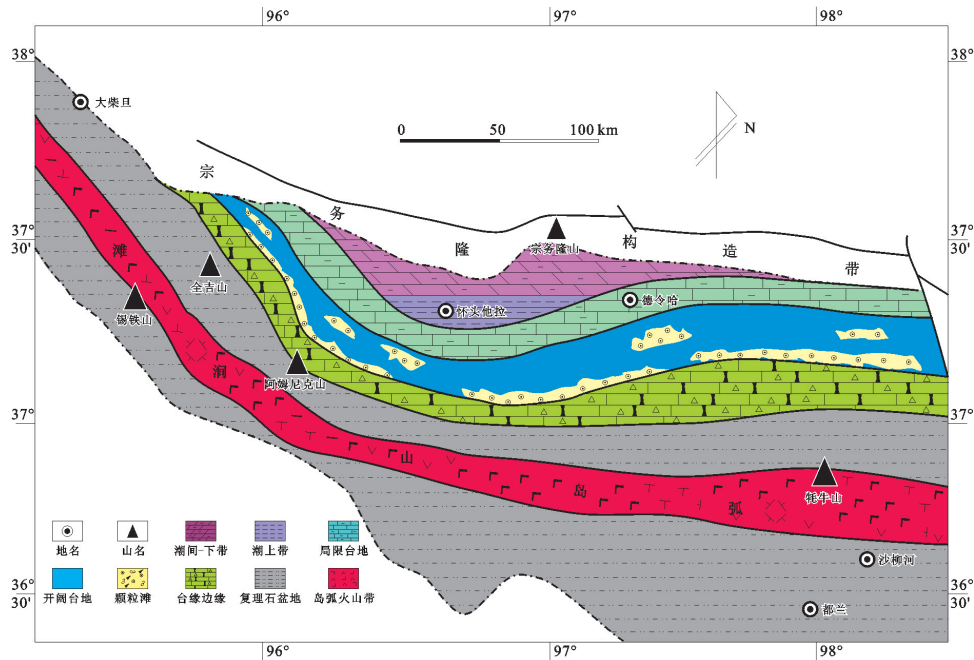 96°
97°
98°
38°
38°
大柴旦
0
50
100 km
N
宗务隆构造带
宗务隆山
37°
30′
37°
30′
全吉山
锡铁山
怀头他拉
德令哈
阿姆尼克山
滩涧山岛弧
37°
37°
牦牛山
沙柳河
都兰
36°
30′
36°
30′
地名
山名
潮间-下带
潮上带
局限台地
开阔台地
颗粒滩
台缘边缘
复理石盆地
岛弧火山带
96°
97°
98°